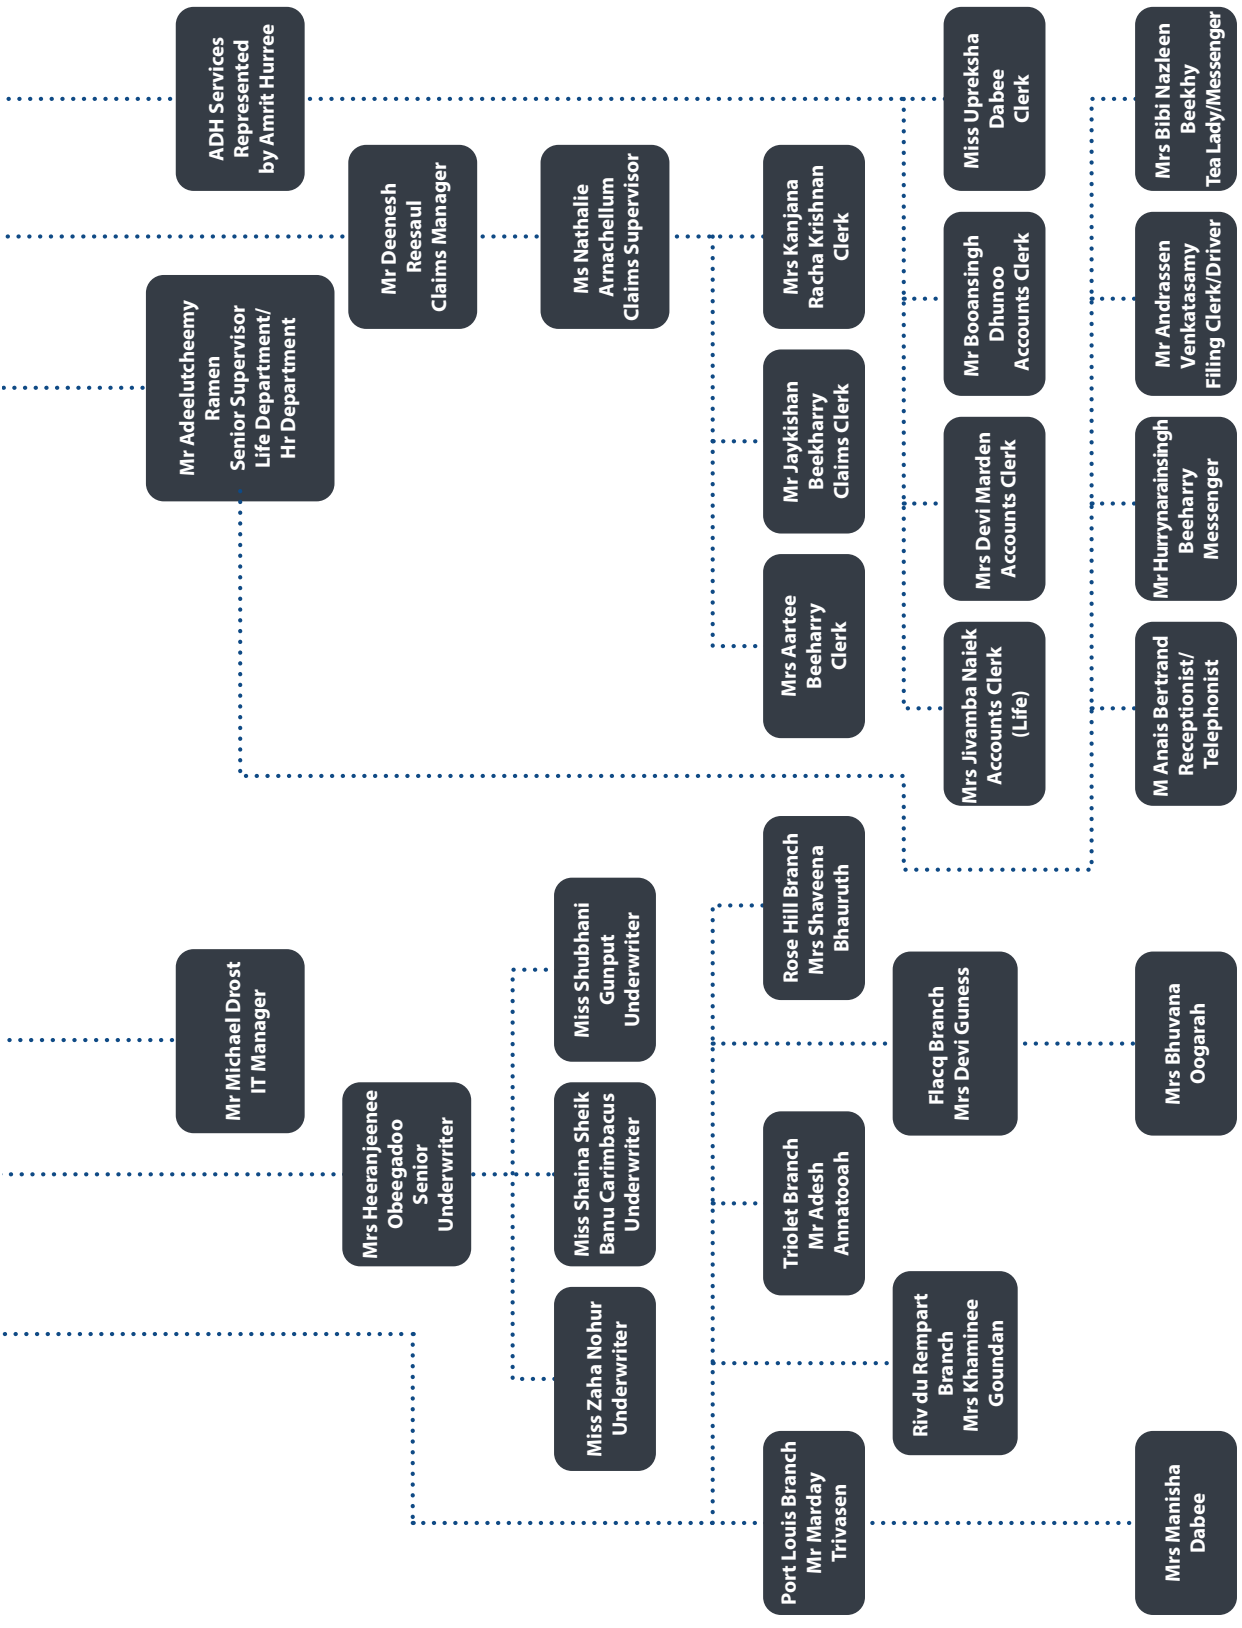 Mr Michael Drost
IT Manager
Mr Adeelutcheemy
Ramen
Senior Supervisor
Life Department/
Hr Department
ADH Services
Represented
by Amrit Hurree
Mrs Heeranjeenee
Obeegadoo
Senior
Underwriter
Mr Deenesh
Reesaul
Claims Manager
Miss Zaha Nohur
Underwriter
Miss Shaina Sheik
Banu Carimbacus
Underwriter
Miss Shubhani
Gunput
Underwriter
Ms Nathalie
Arnachellum
Claims Supervisor
Port Louis Branch
Mr Marday
Trivasen
Triolet Branch
Mr Adesh
Annatooah
Rose Hill Branch
Mrs Shaveena
Bhauruth
Mrs Aartee
Beeharry
Clerk
Mr Jaykishan
Beekharry
Claims Clerk
Mrs Kanjana
Racha Krishnan
Clerk
Riv du Rempart
Branch
Mrs Khaminee
Goundan
Flacq Branch
Mrs Devi Guness
Mrs Jivamba Naiek
Accounts Clerk
(Life)
Mrs Devi Marden
Accounts Clerk
Mr Booansingh
Dhunoo
Accounts Clerk
Miss Upreksha
Dabee
Clerk
Mrs Manisha
Dabee
Mrs Bhuvana
Oogarah
M Anais Bertrand
Receptionist/
Telephonist
Mr Hurrynarainsingh
Beeharry
Messenger
Mr Andrassen
Venkatasamy
Filing Clerk/Driver
Mrs Bibi Nazleen
Beekhy
Tea Lady/Messenger